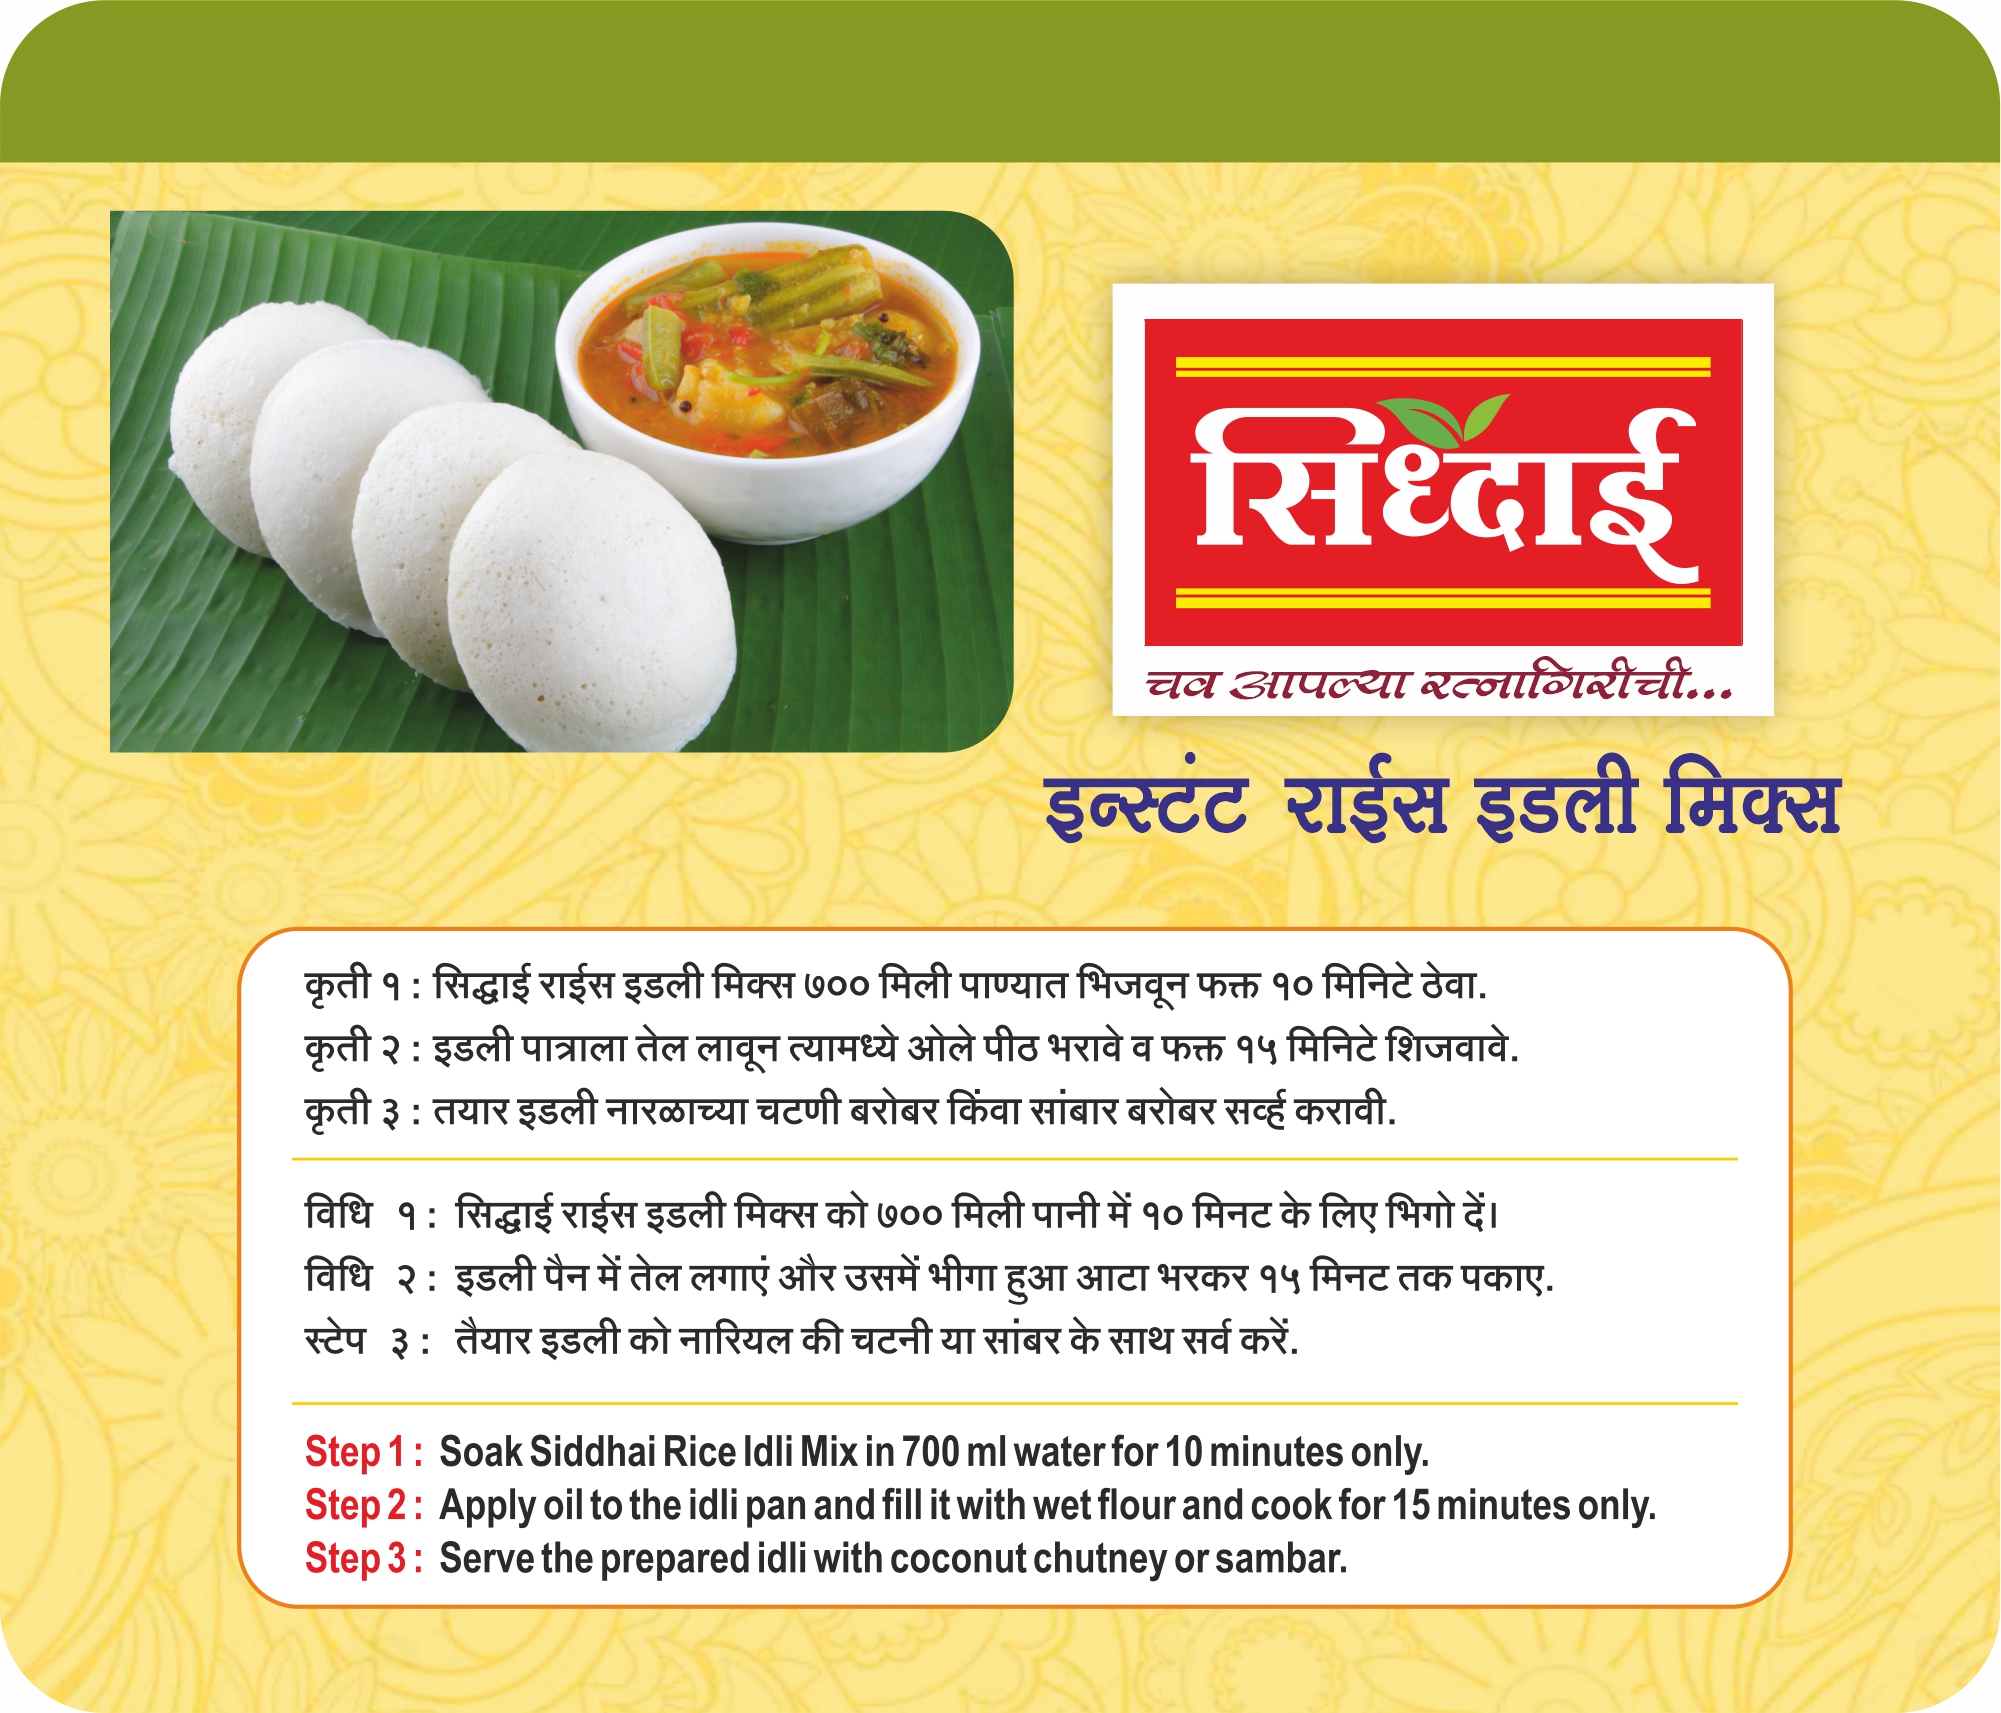 सिध्दाई
चव आपल्या रत्नागिरीची...
इन्स्टंट राईस इडली मिक्स
कृती १ : सिद्धाई राईस इडली मिक्स ७०० मिली पाण्यात भिजवून फक्त १० मिनिटे ठेवा.
कृती २ : इडली पात्राला तेल लावून त्यामध्ये ओले पीठ भरावे व फक्त १५ मिनिटे शिजवावे.
कृती ३ : तयार इडली नारळाच्या चटणी बरोबर किंवा सांबार बरोबर सर्व्ह करावी.
विधि १ : सिद्धाई राईस इडली मिक्स को ७०० मिली पानी में १० मिनट के लिए भिगो दें।
विधि २ : इडली पैन में तेल लगाएं और उसमें भीगा हुआ आटा भरकर १५ मिनट तक पकाए.
स्टेप ३ : तैयार इडली को नारियल की चटनी या सांबर के साथ सर्व करें.
Step 1 : Soak Siddhai Rice Idli Mix in 700 ml water for 10 minutes only.
Step 2 : Apply oil to the idli pan and fill it with wet flour and cook for 15 minutes only.
Step 3 : Serve the prepared idli with coconut chutney or sambar.